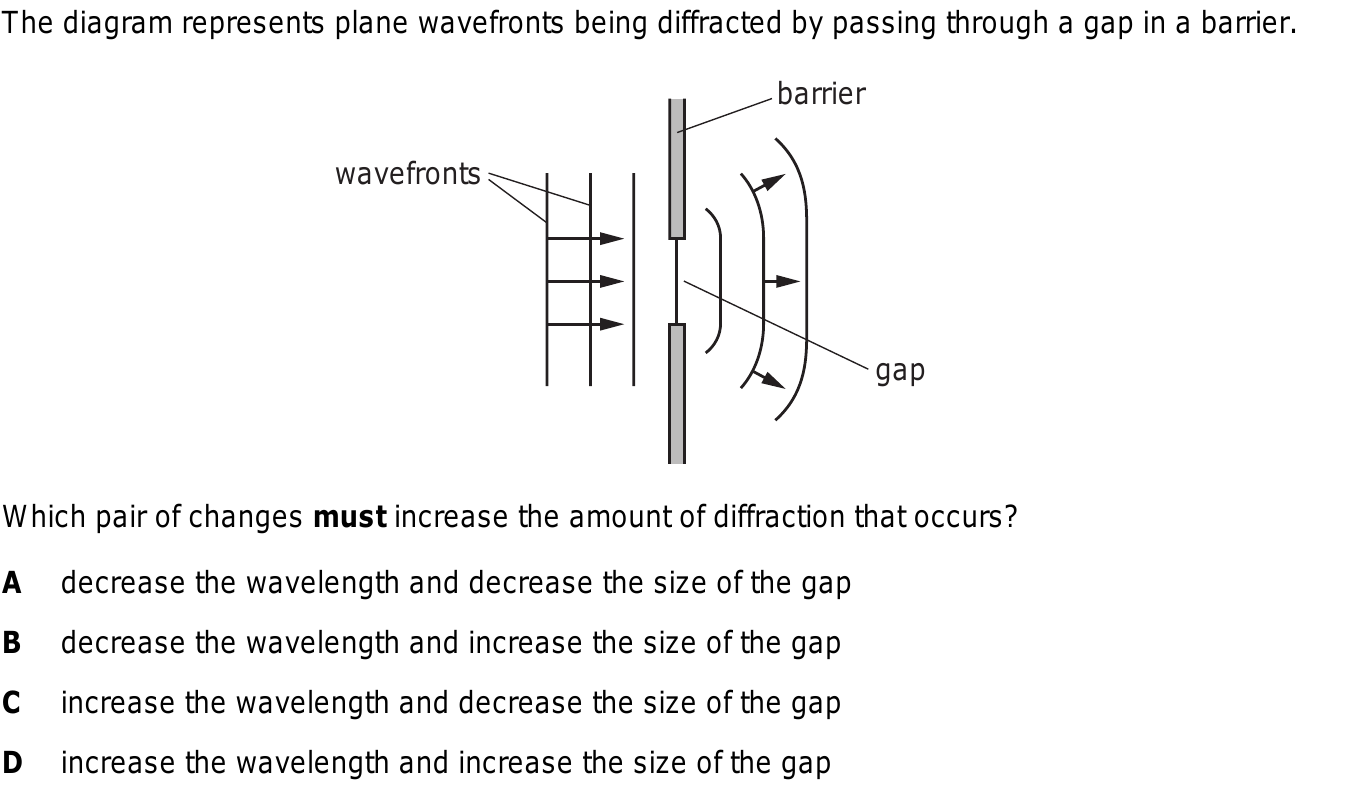 The diagram represents plane wavefronts being diffracted by passing through a gap in a barrier.
barrier
wavefronts
gap
Which pair of changes must increase the amount of diffraction that occurs?
A decrease the wavelength and decrease the size of the gap
B decrease the wavelength and increase the size of the gap
C increase the wavelength and decrease the size of the gap
D increase the wavelength and increase the size of the gap